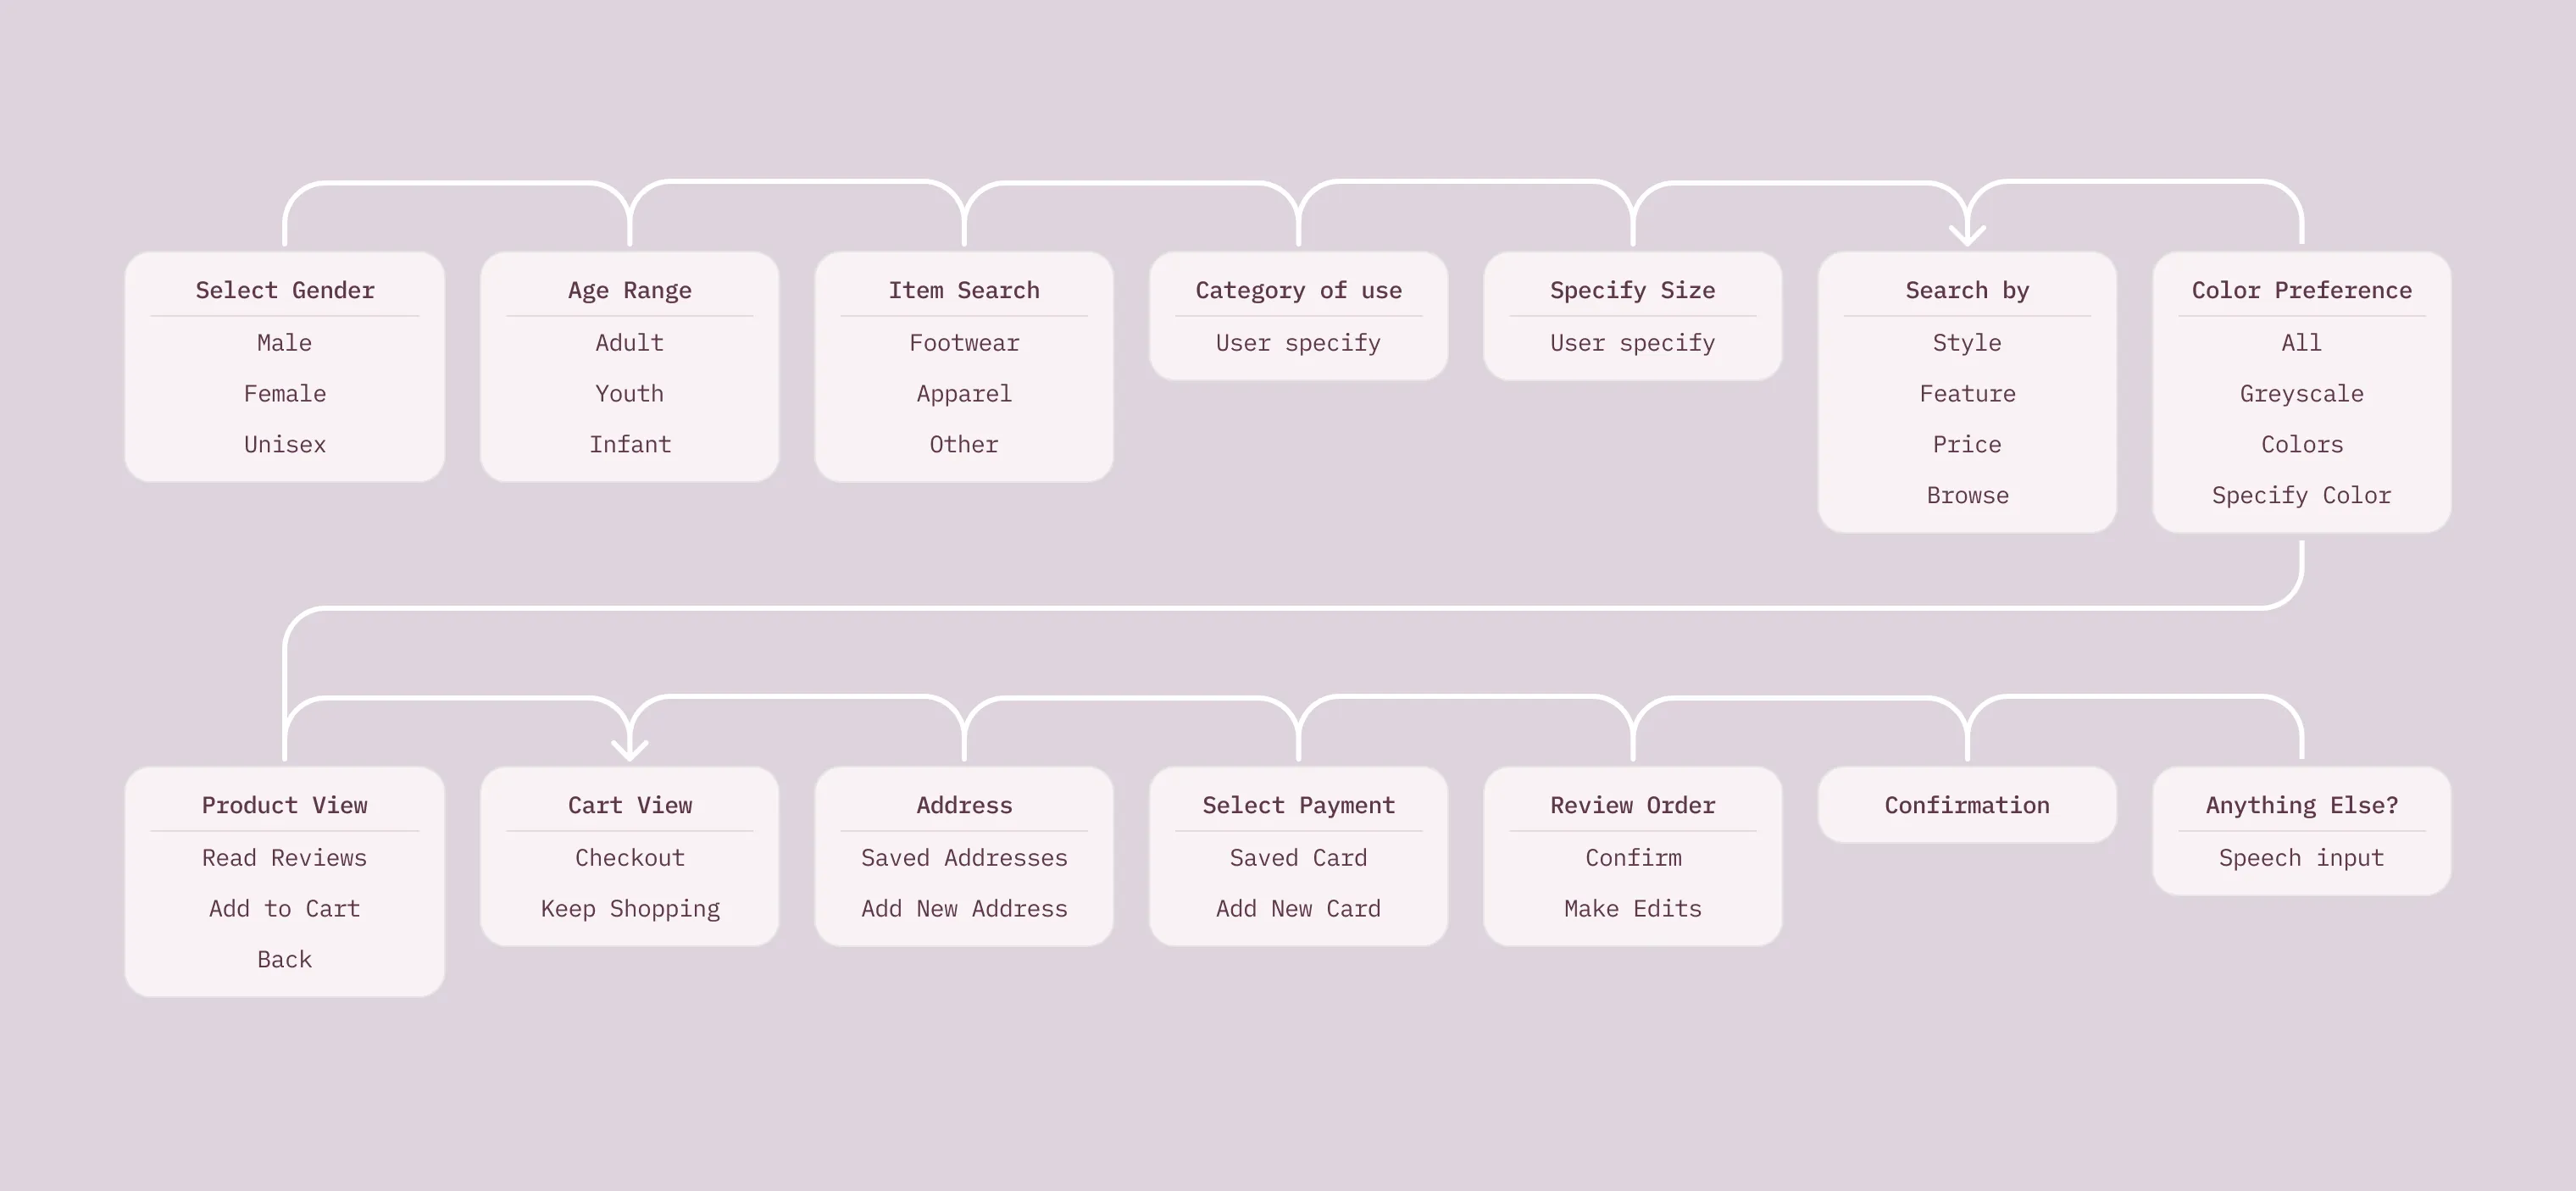 Select Gender
Male
Female
Unisex
Age Range
Adult
Youth
Infant
Item Search
Footwear
Apparel
Other
Category of use
User specify
Specify Size
User specify
Search by
Style
Feature
Price
Browse
Color Preference
All
Greyscale
Colors
Specify Color
Product View
Read Reviews
Add to Cart
Back
Cart View
Checkout
Keep Shopping
Address
Saved Addresses
Add New Address
Select Payment
Saved Card
Add New Card
Review Order
Confirm
Make Edits
Confirmation
Anything Else?
Speech input